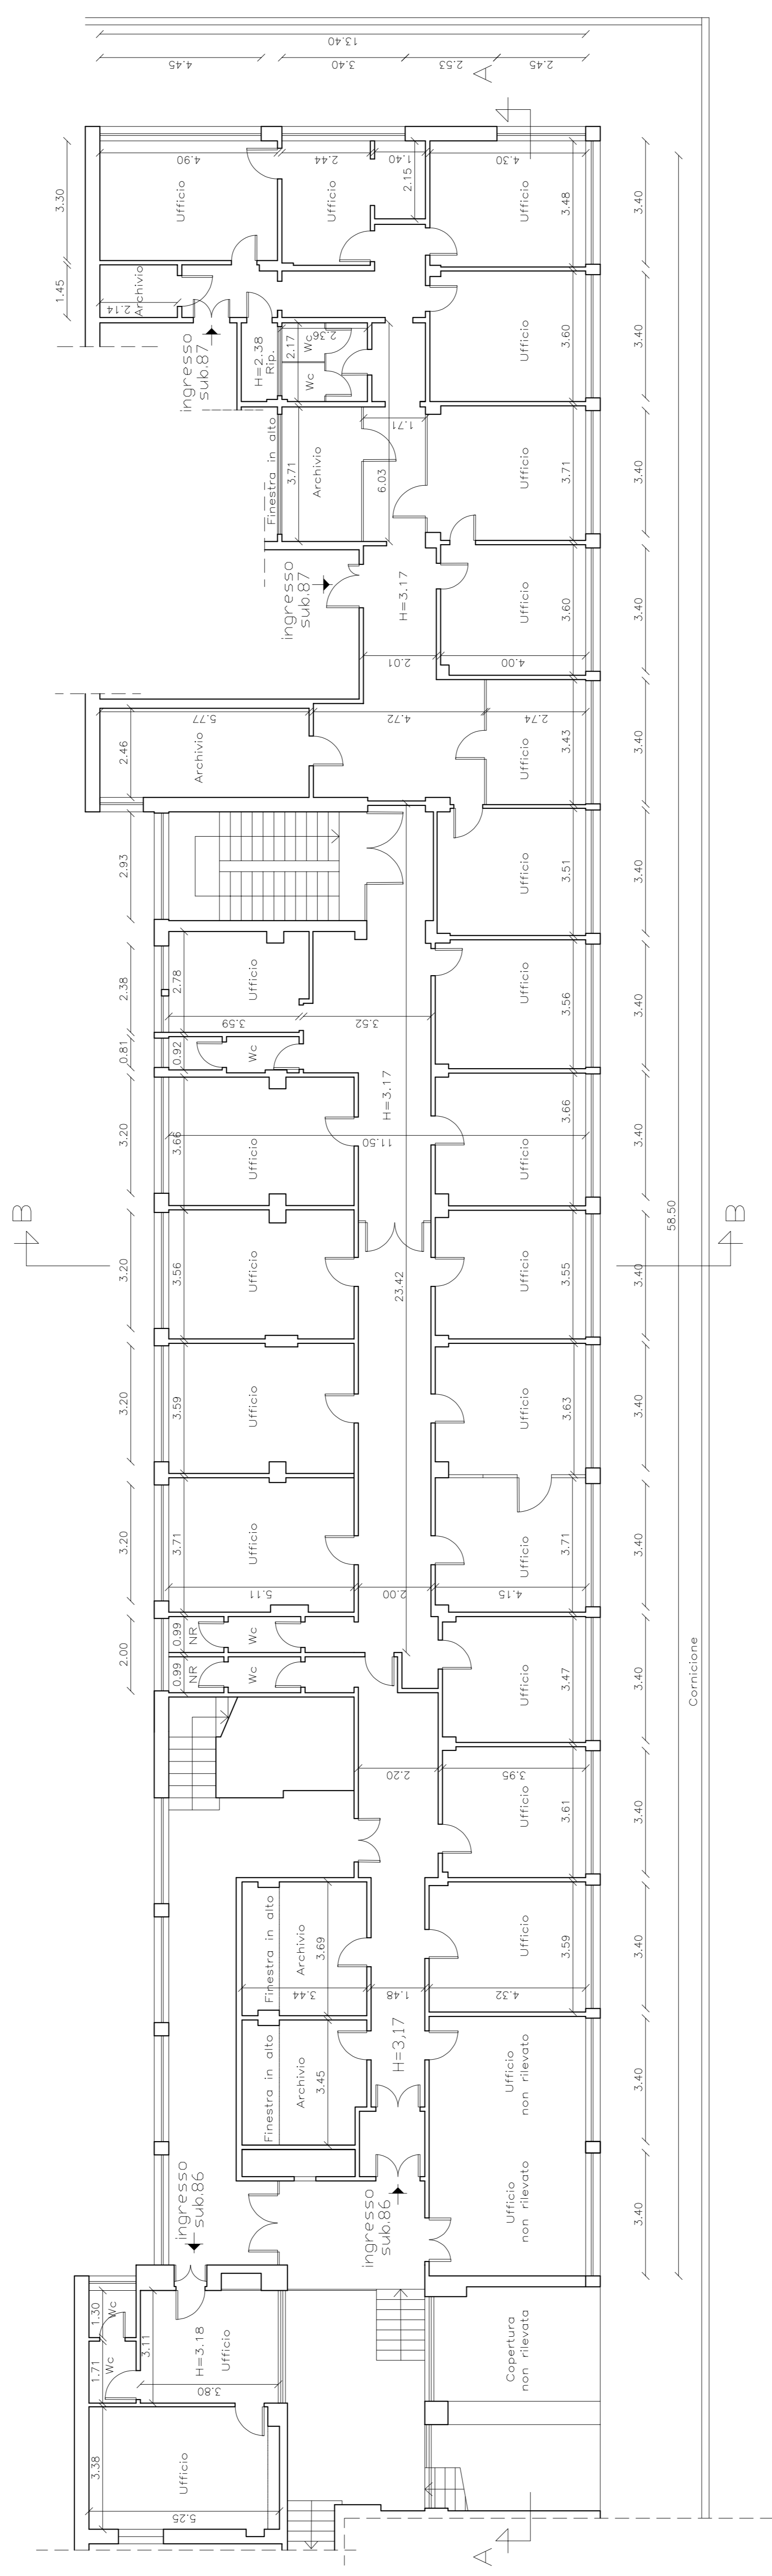 13.40
4.45
3.40
2.53
2.45
A
3.30
4.90
2.44
1.40
2.15
4.30
Ufficio
Ufficio
Ufficio
3.48
3.40
1.45
Archivio
2.14
ingresso
sub.87
H=2.38
Rip.
2.17
Wc
2.36
Wc
Ufficio
3.60
3.40
Finestra in alto
3.71
Archivio
1.71
6.03
Ufficio
3.71
3.40
ingresso
sub.87
H=3.17
Ufficio
3.60
3.40
2.01
4.00
5.77
4.72
2.74
2.46
Archivio
Ufficio
3.43
3.40
2.93
Ufficio
3.51
3.40
2.38
2.78
Ufficio
3.59
3.52
Ufficio
3.56
3.40
0.81
0.92
Wc
H=3.17
3.20
3.66
11.50
Ufficio
Ufficio
3.66
3.40
B
B
58.50
3.20
3.56
Ufficio
23.42
Ufficio
3.55
3.40
3.20
3.59
Ufficio
Ufficio
3.63
3.40
3.20
3.71
Ufficio
Ufficio
3.71
3.40
5.11
2.00
4.15
2.00
0.99
NR
Wc
0.99
NR
Wc
Ufficio
3.47
3.40
Cornicione
2.20
3.95
Ufficio
3.61
3.40
Finestra in alto
Archivio
3.69
3.44
1.48
4.32
Ufficio
3.59
3.40
Finestra in alto
Archivio
3.45
H=3,17
Ufficio
non rilevato
3.40
ingresso
sub.86
ingresso
sub.86
Ufficio
non rilevato
3.40
1.30
Wc
1.71
Wc
3.11
H=3.18
Ufficio
3.80
Copertura
non rilevata
3.38
Ufficio
5.25
A